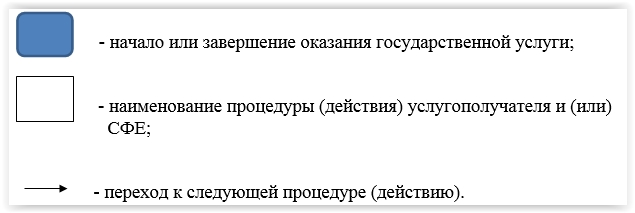 - начало или завершение оказания государственной услуги;
- наименование процедуры (действия) услугополучателя и (или)
СФЕ;
- переход к следующей процедуре (действию).